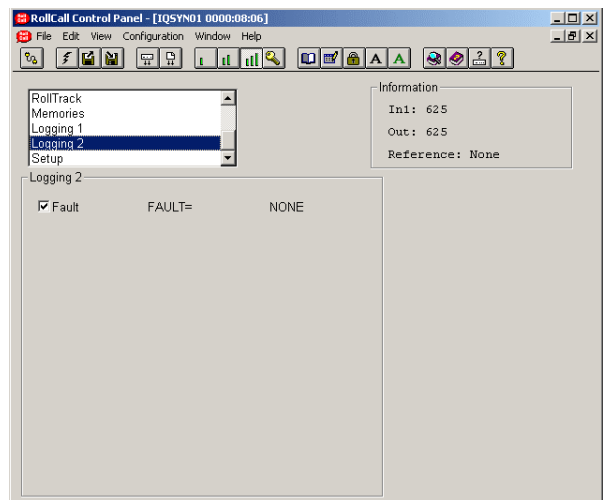 RollCall Control Panel - [IQSYN01 0000:08:06]
File Edit View Configuration Window Help
A A ?
RollTrack
Memories
Logging 1
Logging 2
Setup
Information
In1: 625
Out: 625
Reference: None
Logging 2
Fault FAULT= NONE